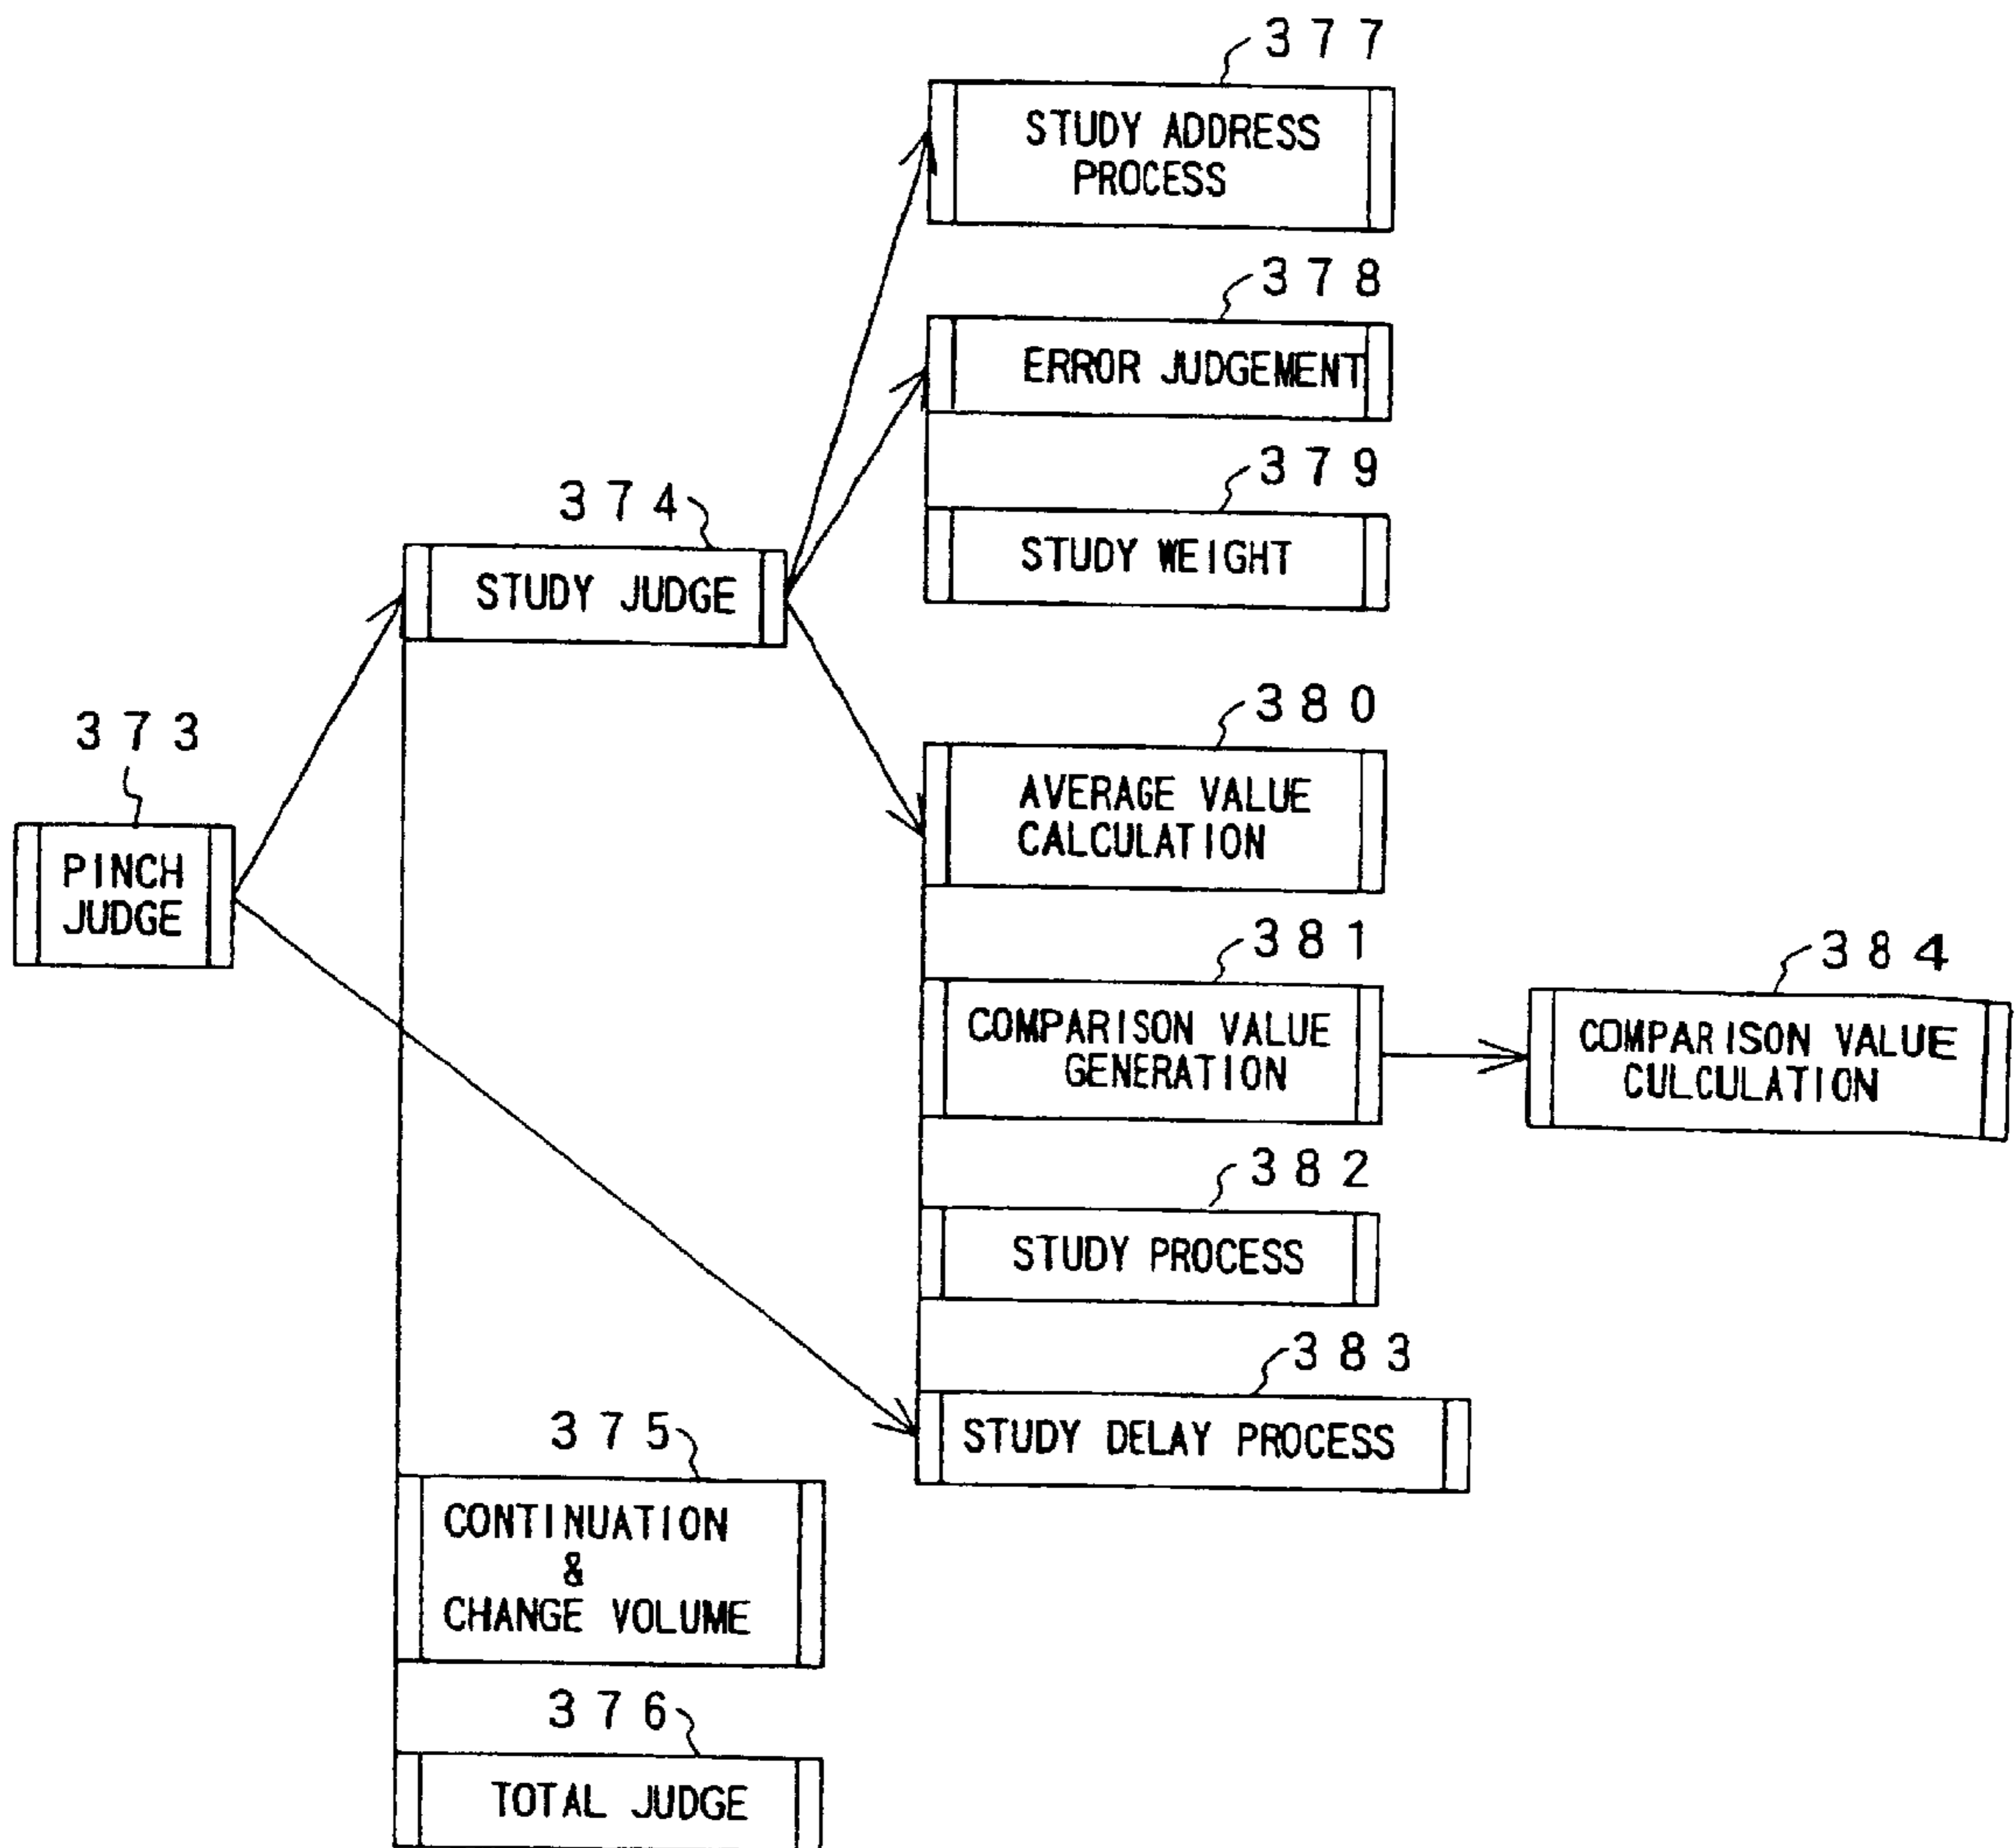 377
STUDY ADDRESS
PROCESS
378
ERROR JUDGEMENT
379
STUDY WEIGHT
374
STUDY JUDGE
373
PINCH
JUDGE
380
AVERAGE VALUE
CALCULATION
381
COMPARISON VALUE
GENERATION
384
COMPARISON VALUE
CULCULATION
382
STUDY PROCESS
383
STUDY DELAY PROCESS
375
CONTINUATION
&
CHANGE VOLUME
376
TOTAL JUDGE